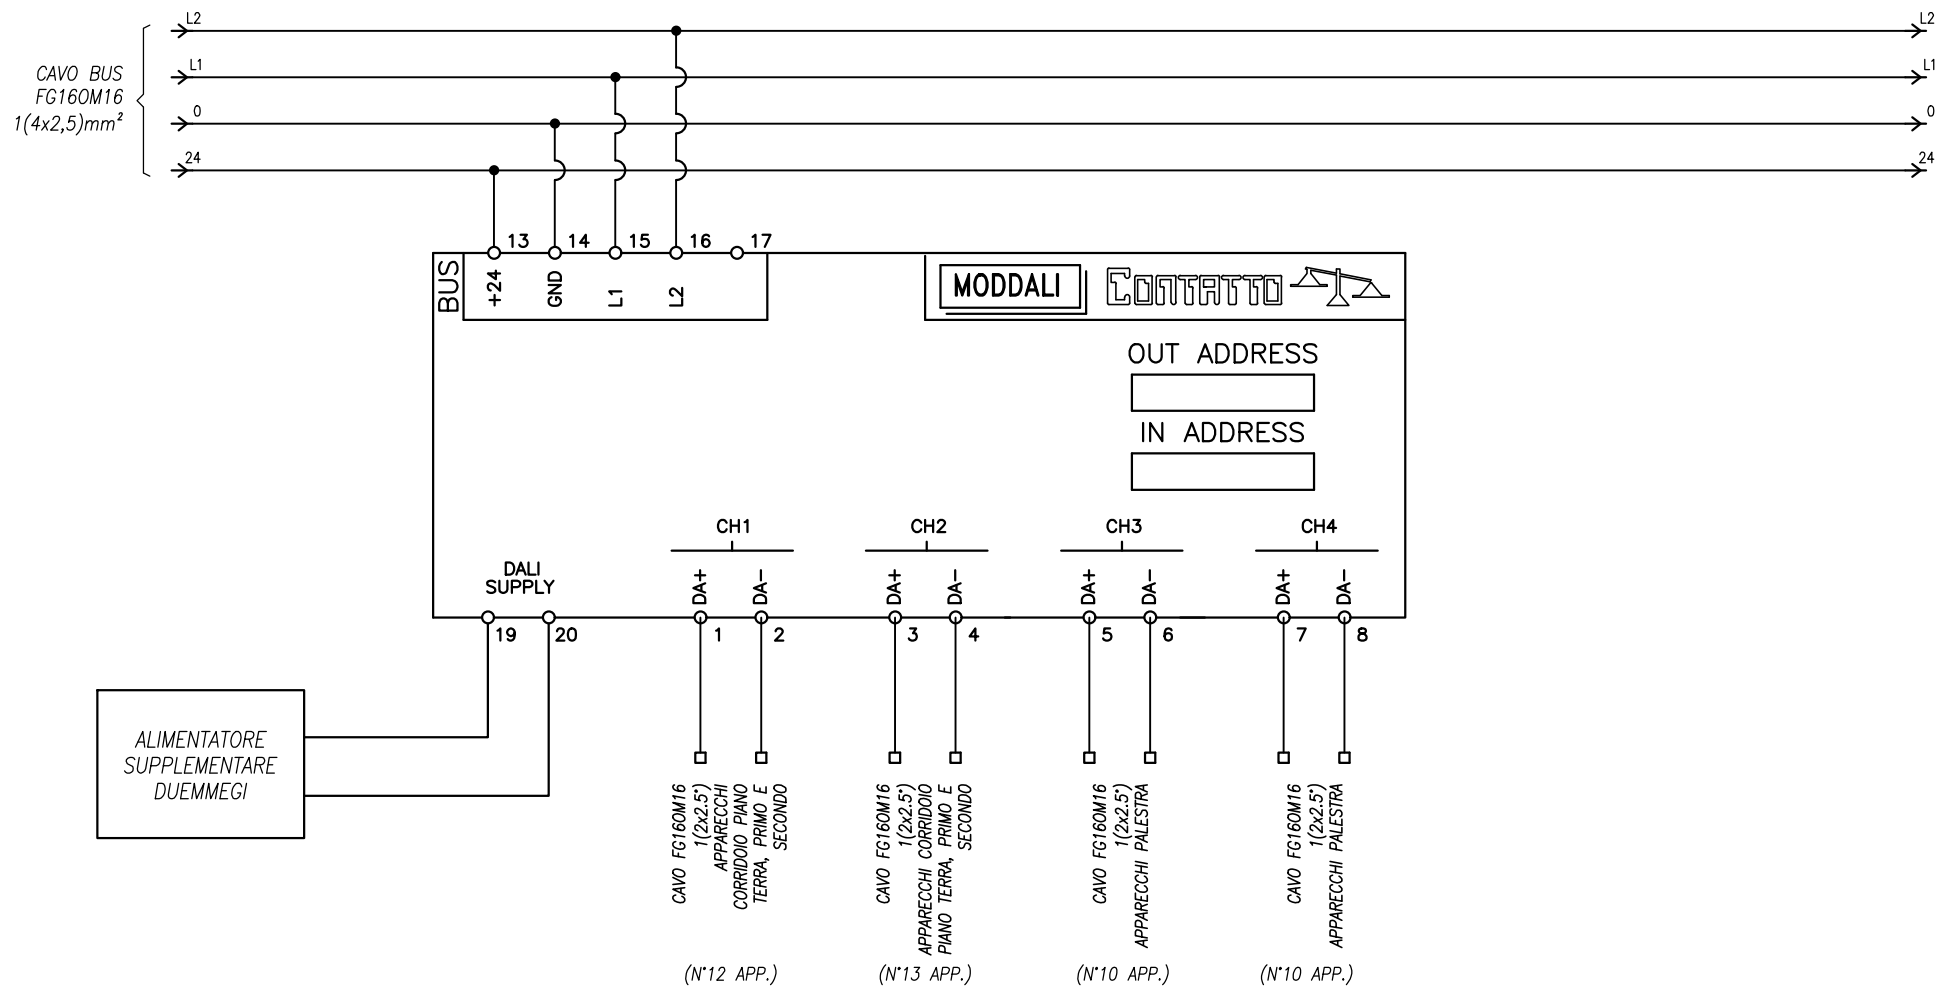 L2
L2
CAVO BUS
FG16OM16
1(4x2,5)mm²
L1
L1
0
0
24
24
13
14
15
16
17
BUS
+24
GND
L1
L2
MODDALI
CONTATTO
OUT ADDRESS
IN ADDRESS
CH1
CH2
CH3
CH4
DALI
SUPPLY
DA+
DA-
DA+
DA-
DA+
DA-
DA+
DA-
19
20
1
2
3
4
5
6
7
8
ALIMENTATORE
SUPPLEMENTARE
DUEMMEGI
CAVO FG16OM16
1(2x2.5°)
APPARECCHI
CORRIDOIO PIANO
TERRA, PRIMO E
SECONDO
(N°12 APP.)
CAVO FG16OM16
1(2x2.5°)
APPARECCHI CORRIDOIO
PIANO TERRA, PRIMO E
SECONDO
(N°13 APP.)
CAVO FG16OM16
1(2x2.5°)
APPARECCHI PALESTRA
(N°10 APP.)
CAVO FG16OM16
1(2x2.5°)
APPARECCHI PALESTRA
(N°10 APP.)